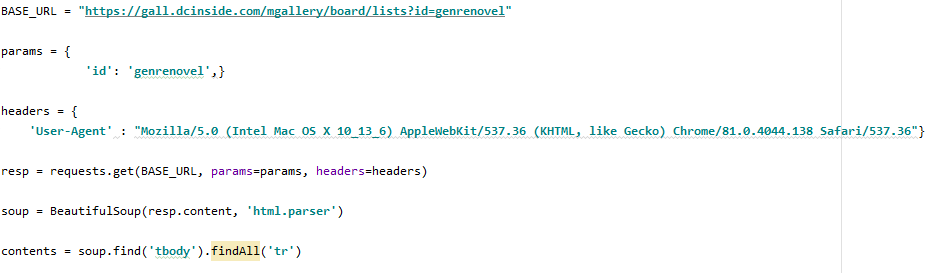 BASE_URL = "https://gall.dcinside.com/mgallery/board/lists?id=genrenovel"
params = {
'id': 'genrenovel',}
headers = {
'User-Agent' : "Mozilla/5.0 (Intel Mac OS X 10_13_6) AppleWebKit/537.36 (KHTML, like Gecko) Chrome/81.0.4044.138 Safari/537.36"}
resp = requests.get(BASE_URL, params=params, headers=headers)
soup = BeautifulSoup(resp.content, 'html.parser')
contents = soup.find('tbody').findAll('tr')